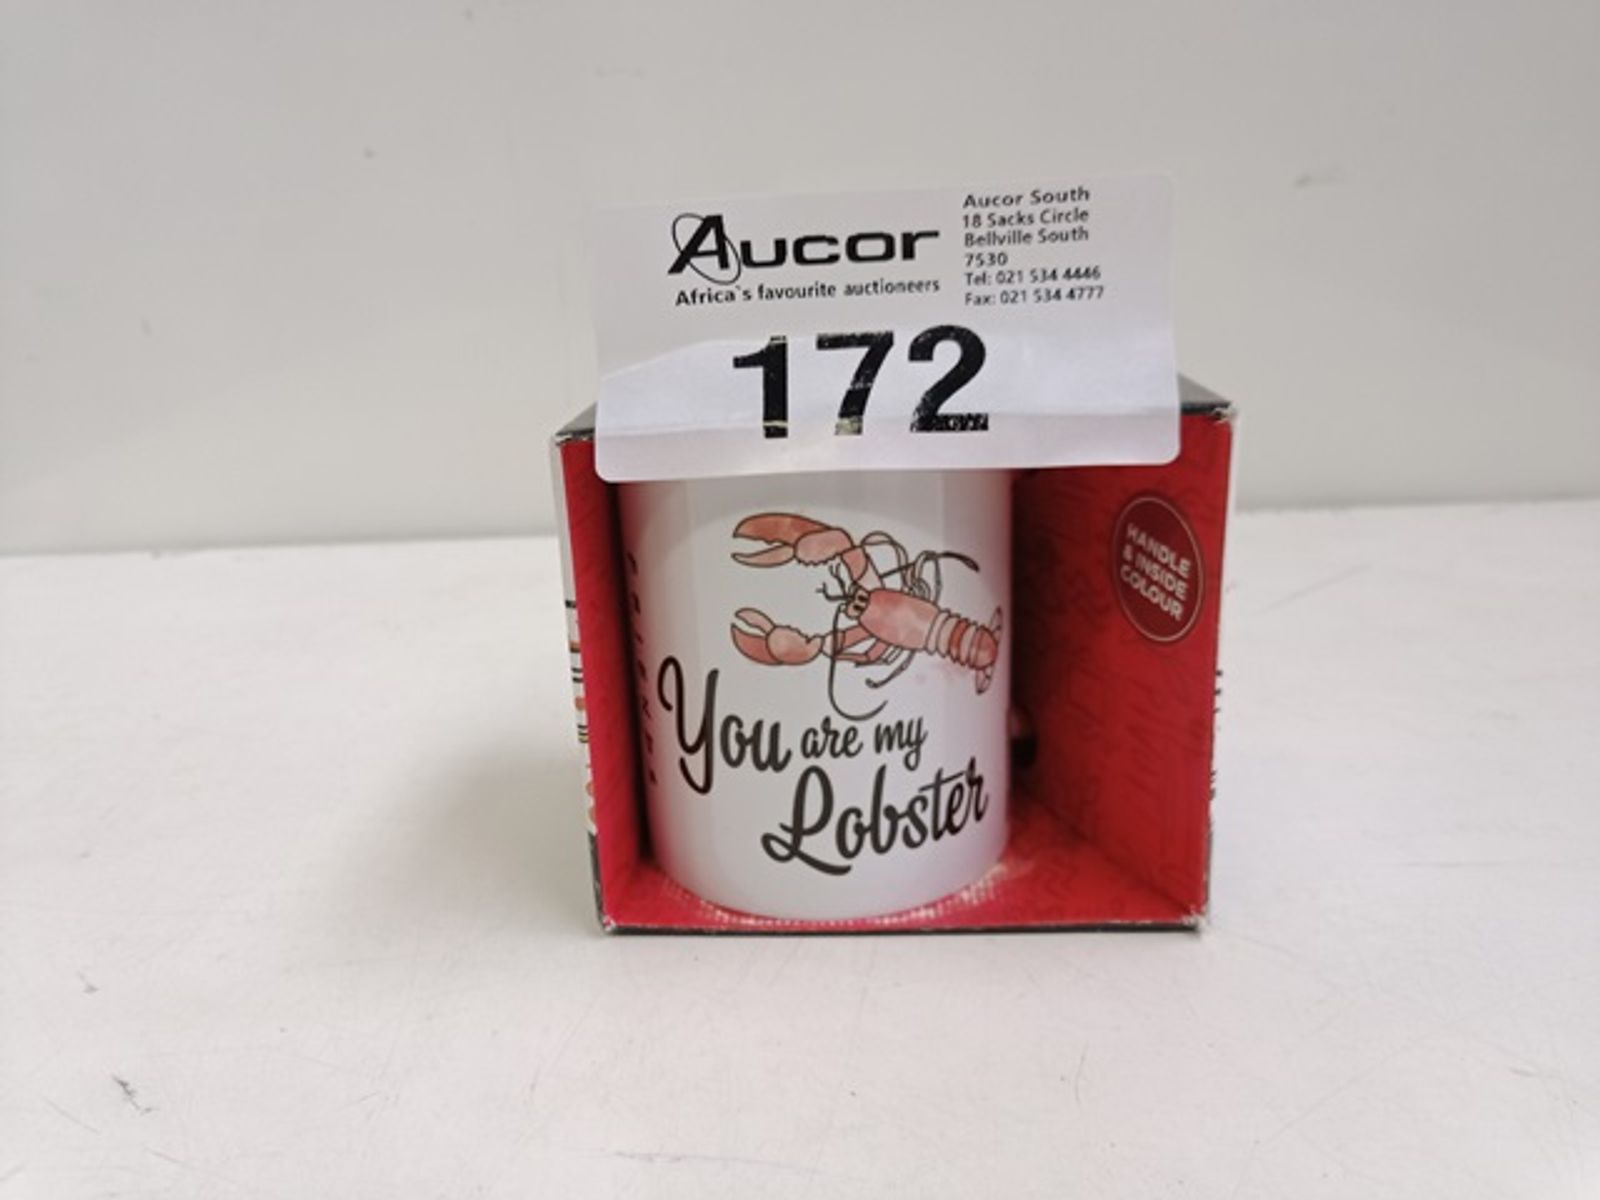 Aucor
Africa`s favourite auctioneers
Aucor South
18 Sacks Circle
Bellville South
7530
Tel: 021 534 4446
Fax: 021 534 4777
172
HANDLE
& INSIDE
COLOUR
FRIENDS
You are my
Lobster